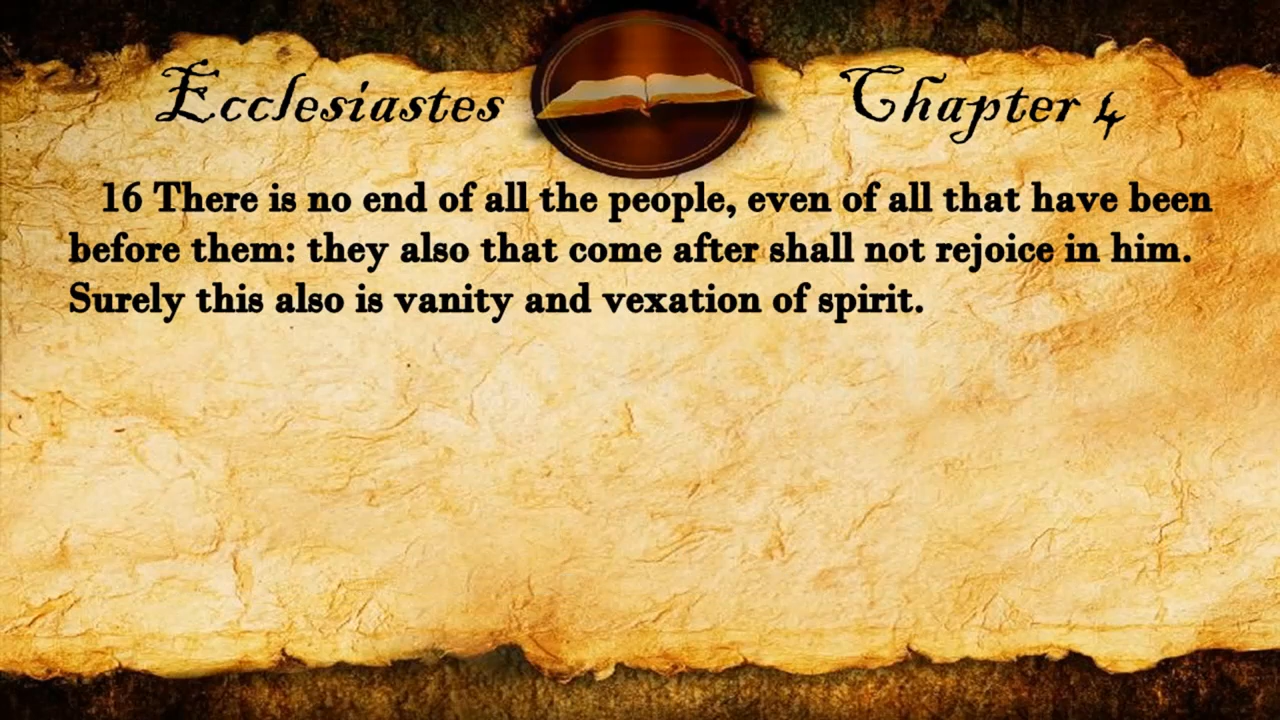 Ecclesiastes Chapter 4
16 There is no end of all the people, even of all that have been
before them: they also that come after shall not rejoice in him.
Surely this also is vanity and vexation of spirit.